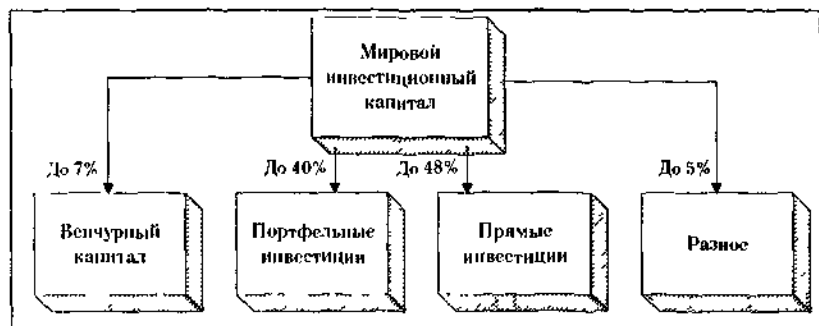 Мировой
инвестиционный
капитал
До 7%
До 40%
До 48%
До 5%
Венчурный
капитал
Портфельные
инвестиции
Прямые
инвестиции
Разное